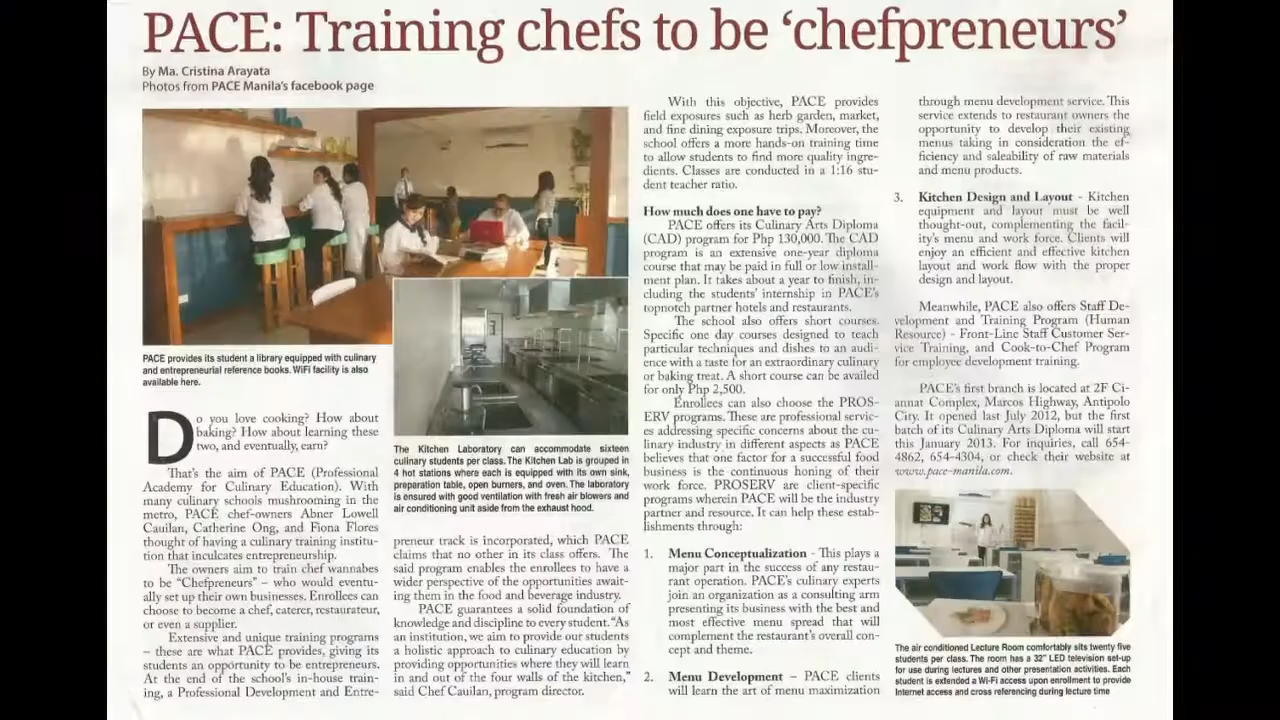 PACE: Training chefs to be ‘chefpreneurs’
By Ma. Cristina Arayata
Photos from PACE Manila's facebook page
PACE provides its student a library equipped with culinary
and entrepreneurial reference books. WiFi facility is also
available here.
Do you love cooking? How about
baking? How about learning these
two, and eventually, earn?
That's the aim of PACE (Professional
Academy for Culinary Education). With
many culinary schools mushrooming in the
metro, PACE chef-owners Abner Lowell
Cauilan, Catherine Ong, and Fiona Flores
thought of having a culinary training institu-
tion that inculcates entrepreneurship.
The owners aim to train chef wannabes
to be “Chefpreneurs” – who would eventu-
ally set up their own businesses. Enrollees can
choose to become a chef, caterer, restaurateur,
or even a supplier.
Extensive and unique training programs
– these are what PACE provides, giving its
students an opportunity to be entrepreneurs.
At the end of the school's in-house train-
ing, a Professional Development and Entre-
The Kitchen Laboratory can accommodate sixteen
culinary students per class. The Kitchen Lab is grouped in
4 hot stations where each is equipped with its own sink,
preparation table, open burners, and oven. The laboratory
is ensured with good ventilation with fresh air blowers and
air conditioning unit aside from the exhaust hood.
preneur track is incorporated, which PACE
claims that no other in its class offers. The
said program enables the enrollees to have a
wider perspective of the opportunities await-
ing them in the food and beverage industry.
PACE guarantees a solid foundation of
knowledge and discipline to every student. “As
an institution, we aim to provide our students
a holistic approach to culinary education by
providing opportunities where they will learn
in and out of the four walls of the kitchen,”
said Chef Cauilan, program director.
With this objective, PACE provides
field exposures such as herb garden, market,
and fine dining exposure trips. Moreover, the
school offers a more hands-on training time
to allow students to find more quality ingre-
dients. Classes are conducted in a 1:16 stu-
dent teacher ratio.
How much does one have to pay?
PACE offers its Culinary Arts Diploma
(CAD) program for Php 130,000. The CAD
program is an extensive one-year diploma
course that may be paid in full or low install-
ment plan. It takes about a year to finish, in-
cluding the students' internship in PACE's
topnotch partner hotels and restaurants.
The school also offers short courses.
Specific one day courses designed to teach
particular techniques and dishes to an audi-
ence with a taste for an extraordinary culinary
or baking treat. A short course can be availed
for only Php 2,500.
Enrollees can also choose the PROS-
ERV programs. These are professional servic-
es addressing specific concerns about the cu-
linary industry in different aspects as PACE
believes that one factor for a successful food
business is the continuous honing of their
work force. PROSERV are client-specific
programs wherein PACE will be the industry
partner and resource. It can help these estab-
lishments through:
1. Menu Conceptualization - This plays a
major part in the success of any restau-
rant operation. PACE's culinary experts
join an organization as a consulting arm
presenting its business with the best and
most effective menu spread that will
complement the restaurant's overall con-
cept and theme.
2. Menu Development – PACE clients
will learn the art of menu maximization
through menu development service. This
service extends to restaurant owners the
opportunity to develop their existing
menus taking in consideration the ef-
ficiency and saleability of raw materials
and menu products.
3. Kitchen Design and Layout - Kitchen
equipment and layout must be well
thought-out, complementing the facil-
ity's menu and work force. Clients will
enjoy an efficient and effective kitchen
layout and work flow with the proper
design and layout.
Meanwhile, PACE also offers Staff De-
velopment and Training Program (Human
Resource) - Front-Line Staff Customer Ser-
vice Training, and Cook-to-Chef Program
for employee development training.
PACE's first branch is located at 2F Ci-
annat Complex, Marcos Highway, Antipolo
City. It opened last July 2012, but the first
batch of its Culinary Arts Diploma will start
this January 2013. For inquiries, call 654-
4862, 654-4304, or check their website at
www.pace-manila.com.
The air conditioned Lecture Room comfortably sits twenty five
students per class. The room has a 32" LED television set-up
for use during lectures and other presentation activities. Each
student is extended a Wi-Fi access upon enrollment to provide
Internet access and cross referencing during lecture time